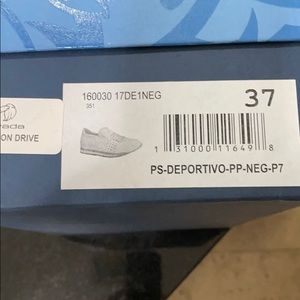 160030 17DE1NEG
351
37
ON DRIVE
1 31000 11649 8
PS-DEPORTIVO-PP-NEG-P7